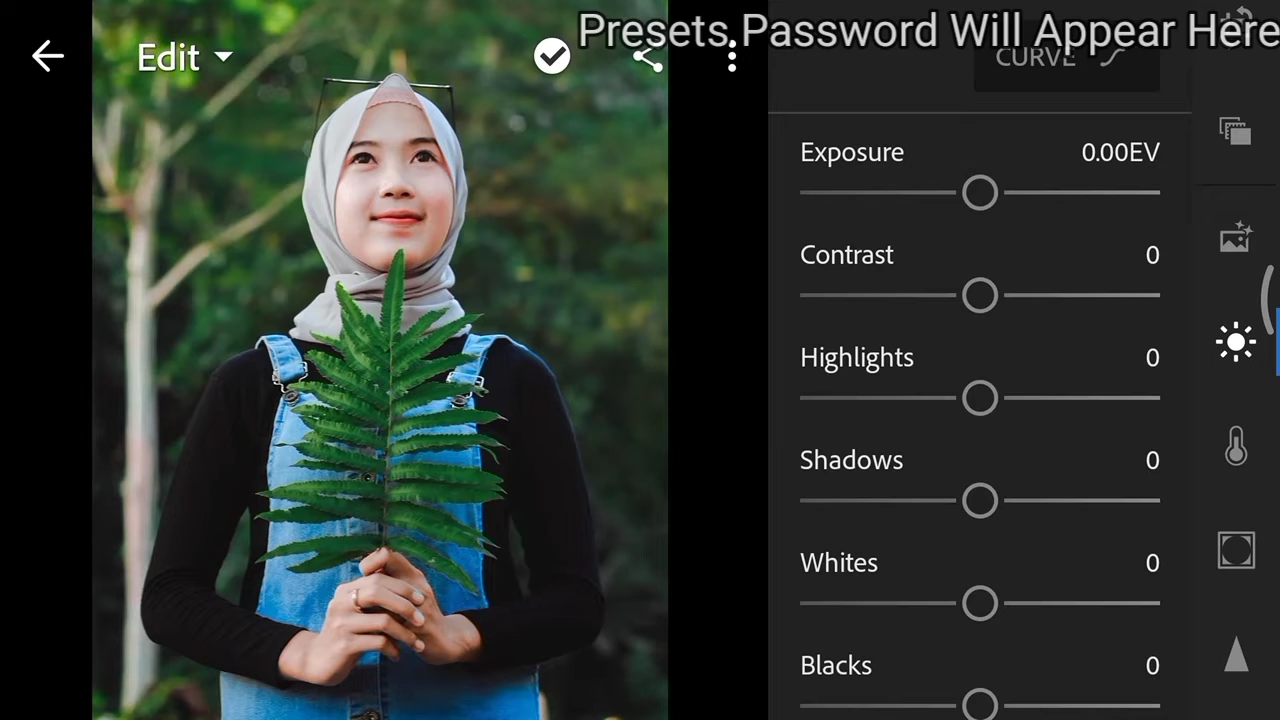 Presets Password Will Appear Here
Edit
CURVE
Exposure 0.00EV
Contrast 0
Highlights 0
Shadows 0
Whites 0
Blacks 0